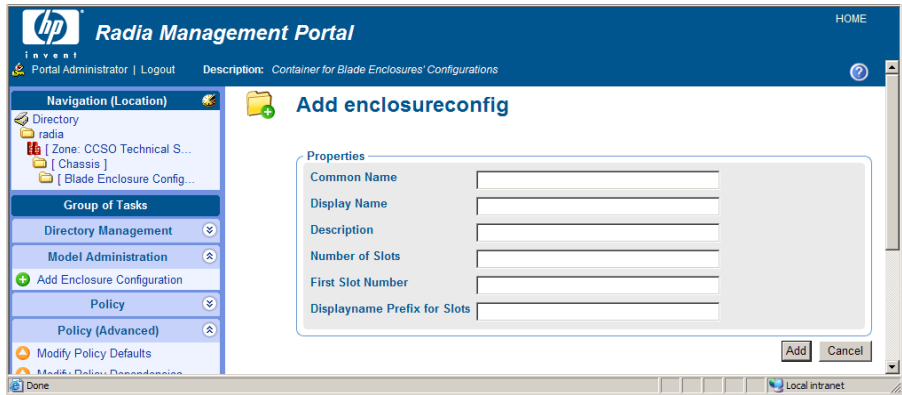 HOME
hp
Radia Management Portal
invent
Portal Administrator | Logout
Description: Container for Blade Enclosures' Configurations
?
Navigation (Location)
Directory
radia
[ Zone: CCSO Technical S...
[ Chassis ]
[ Blade Enclosure Config...
Group of Tasks
Directory Management
Model Administration
Add Enclosure Configuration
Policy
Policy (Advanced)
Modify Policy Defaults
Modify Policy Dependencies
Add enclosureconfig
Properties
Common Name
Display Name
Description
Number of Slots
First Slot Number
Displayname Prefix for Slots
Add
Cancel
Done
Local intranet